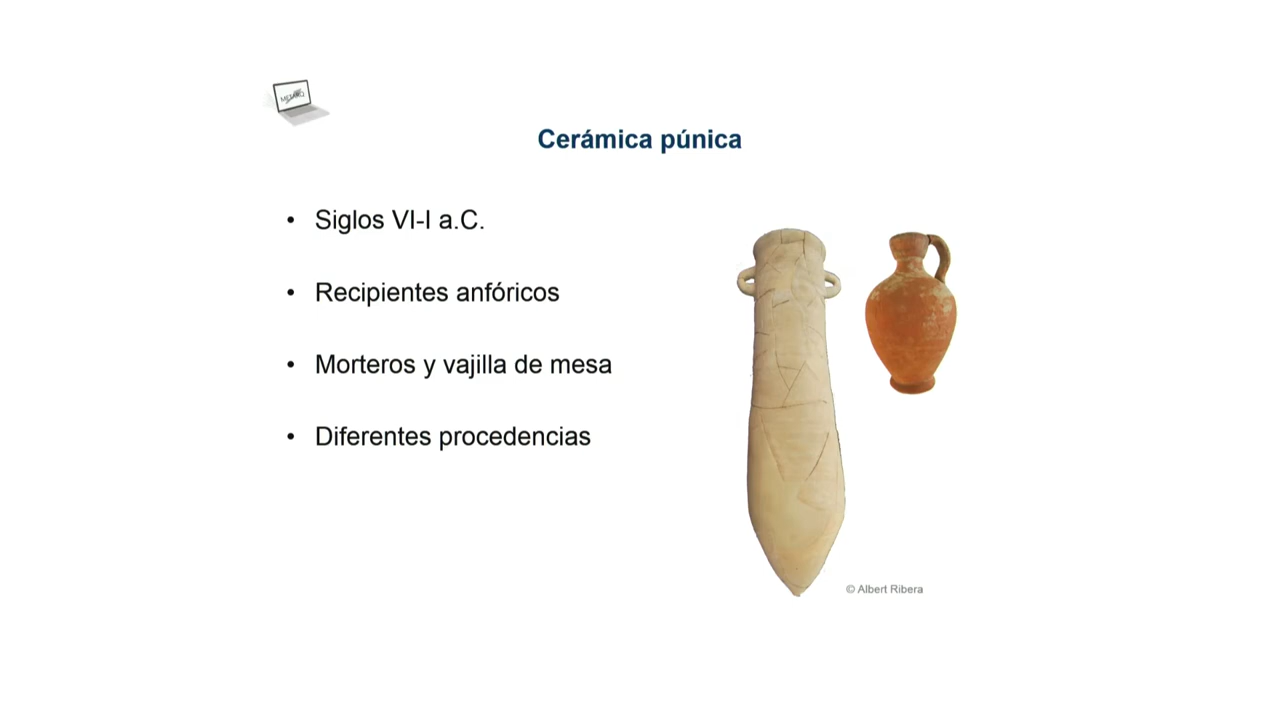 Cerámica púnica
• Siglos VI-I a.C.
• Recipientes anfóricos
• Morteros y vajilla de mesa
• Diferentes procedencias
© Albert Ribera